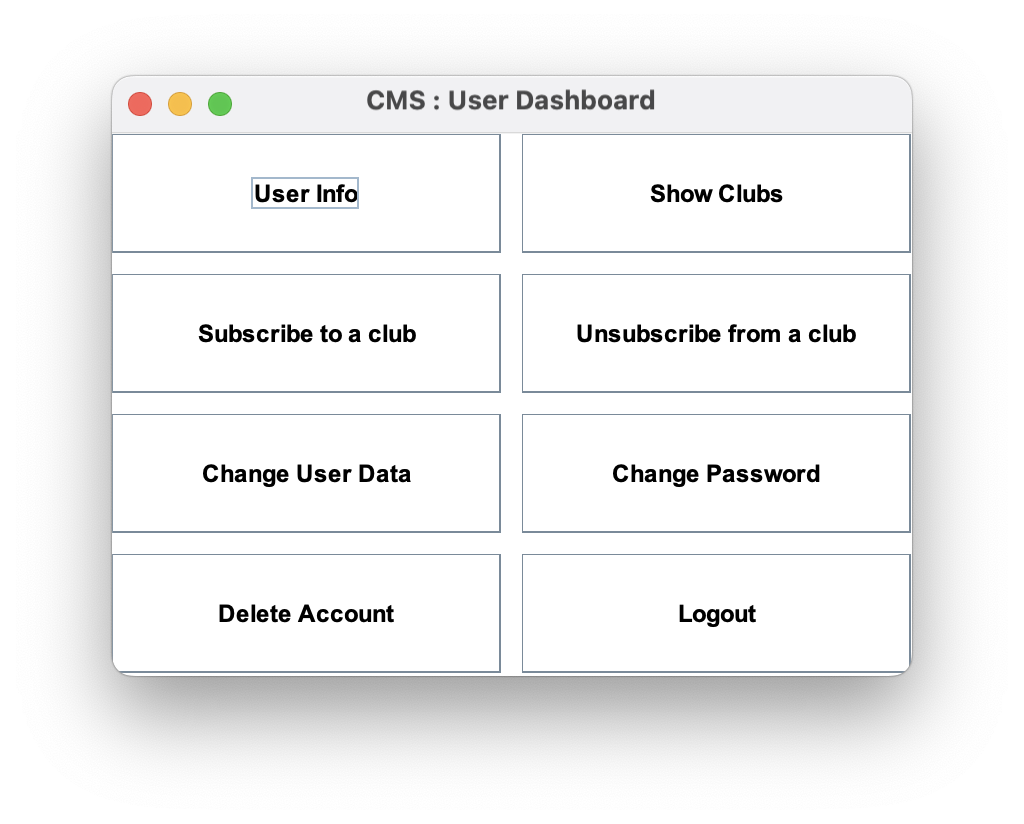 CMS : User Dashboard
User Info
Show Clubs
Subscribe to a club
Unsubscribe from a club
Change User Data
Change Password
Delete Account
Logout